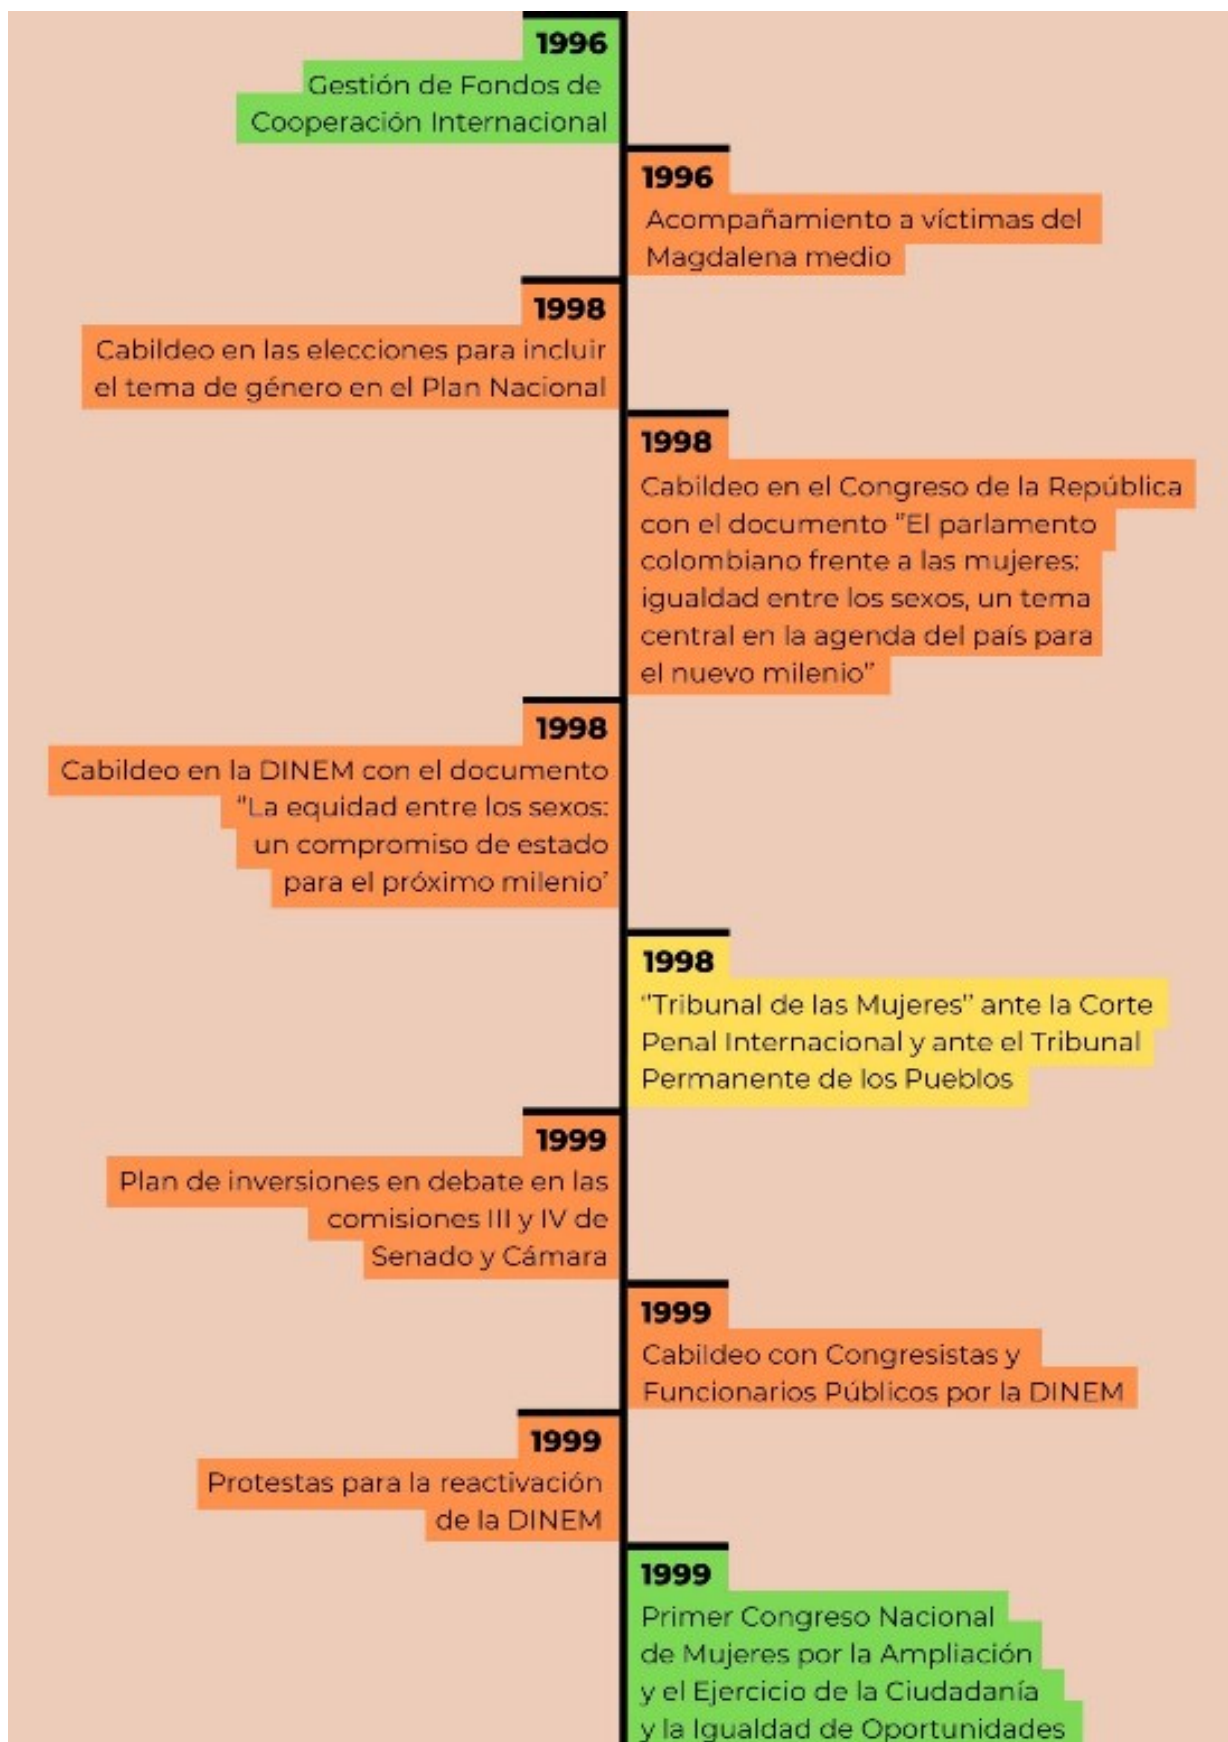 1996
Gestión de Fondos de
Cooperación Internacional
1996
Acompañamiento a víctimas del
Magdalena medio
1998
Cabildeo en las elecciones para incluir
el tema de género en el Plan Nacional
1998
Cabildeo en el Congreso de la República
con el documento “El parlamento
colombiano frente a las mujeres:
igualdad entre los sexos, un tema
central en la agenda del país para
el nuevo milenio”
1998
Cabildeo en la DINEM con el documento
“La equidad entre los sexos:
un compromiso de estado
para el próximo milenio’
1998
“Tribunal de las Mujeres” ante la Corte
Penal Internacional y ante el Tribunal
Permanente de los Pueblos
1999
Plan de inversiones en debate en las
comisiones III y IV de
Senado y Cámara
1999
Cabildeo con Congresistas y
Funcionarios Públicos por la DINEM
1999
Protestas para la reactivación
de la DINEM
1999
Primer Congreso Nacional
de Mujeres por la Ampliación
y el Ejercicio de la Ciudadanía
y la Igualdad de Oportunidades